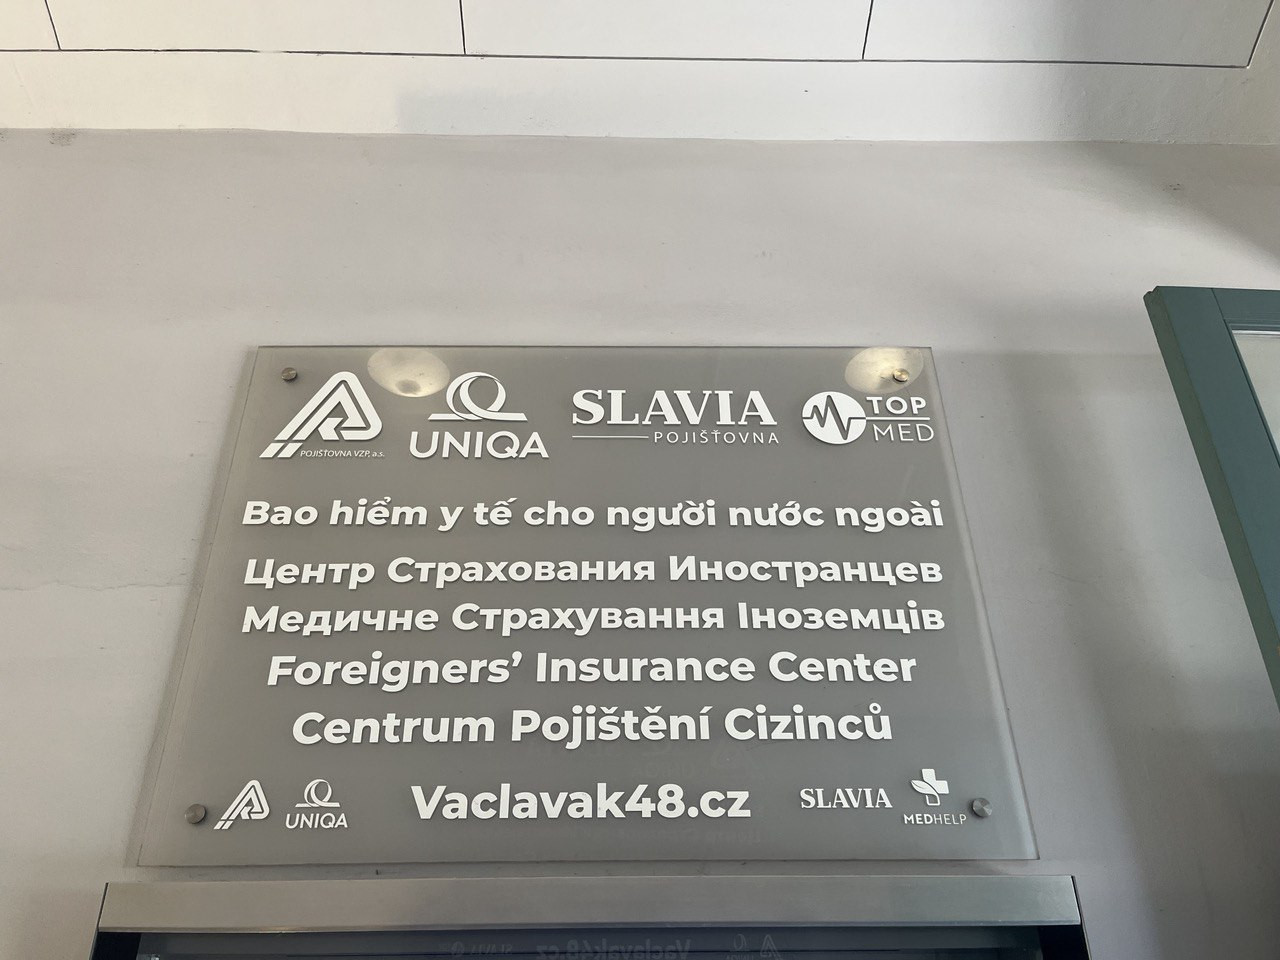 POJIŠŤOVNA VZP, a.s.
UNIQA
SLAVIA
POJIŠŤOVNA
TOP
MED
Bao hiểm y tế cho người nước ngoài
Центр Страхования Иностранцев
Медичне Страхування Іноземців
Foreigners’ Insurance Center
Centrum Pojištění Cizinců
UNIQA
Vaclavak48.cz
SLAVIA
MEDHELP